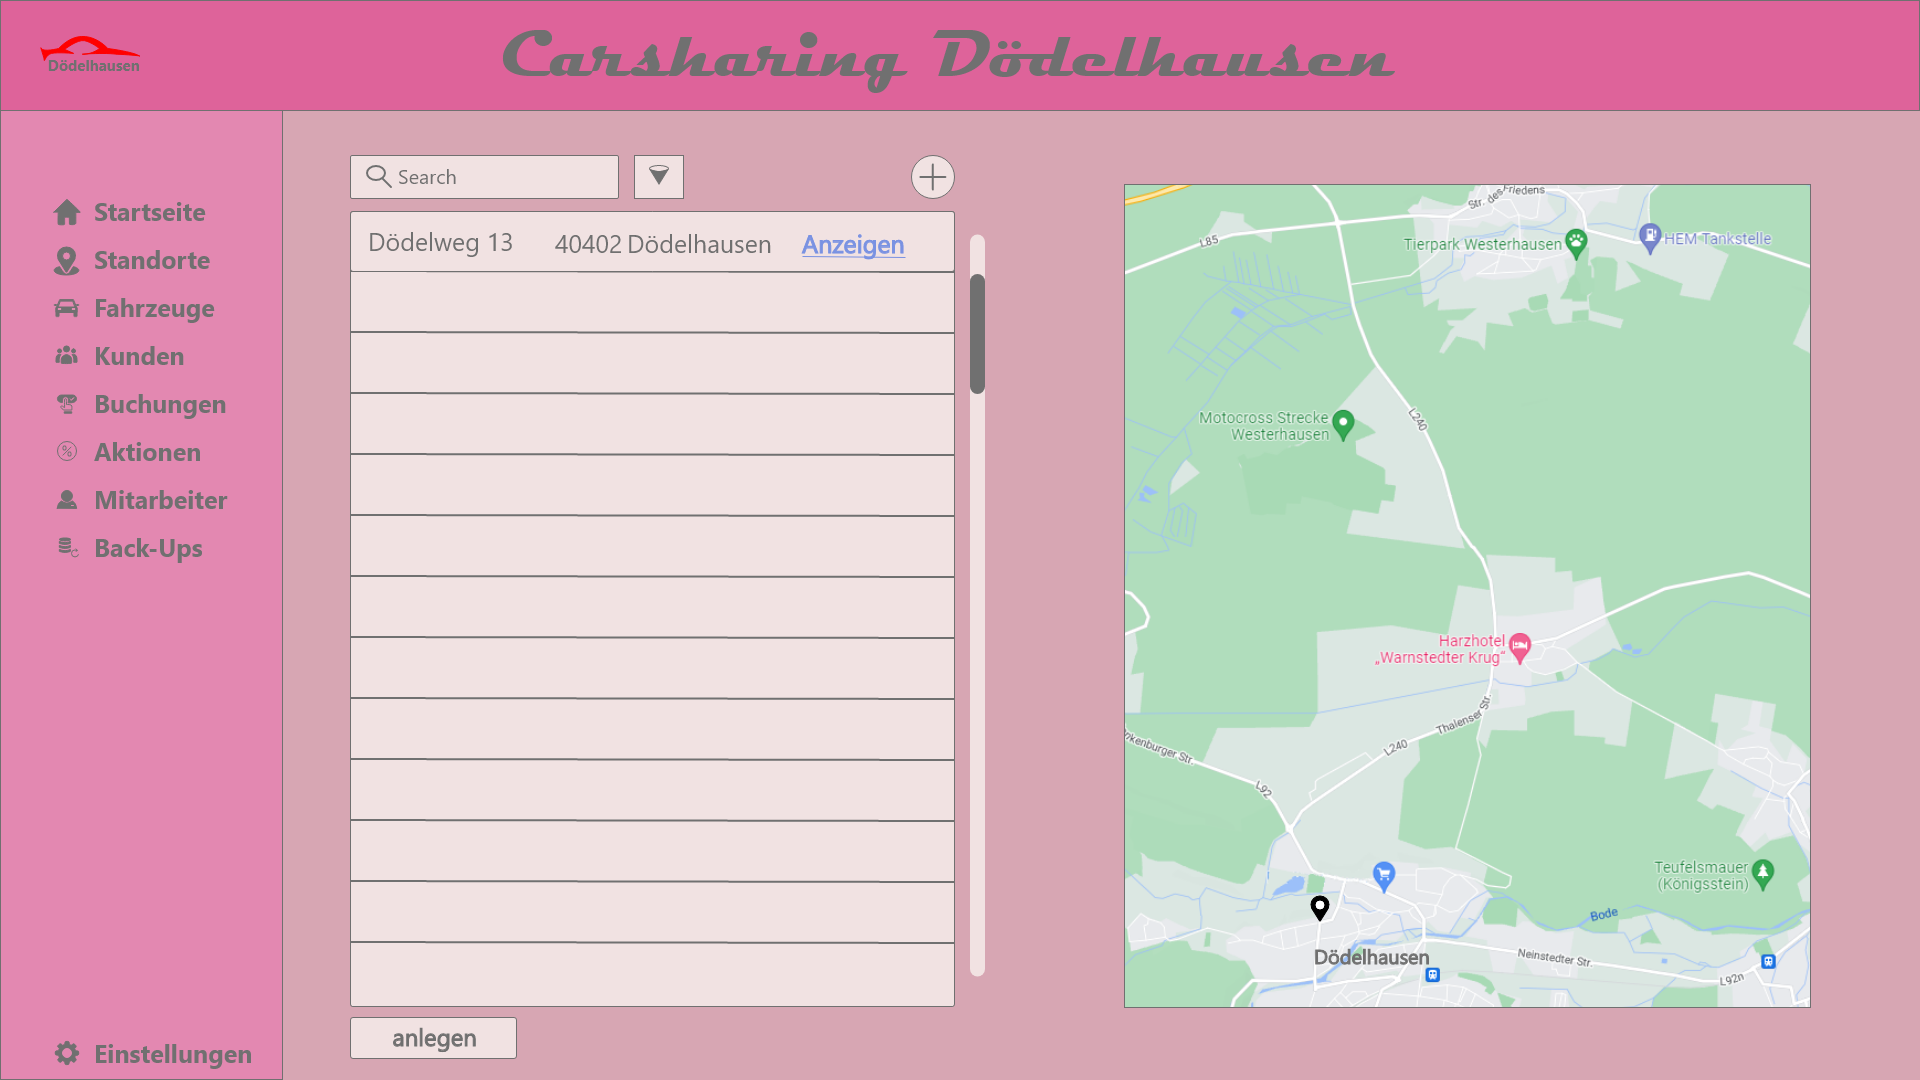 Dödelhausen
Carsharing Dödelhausen
Startseite
Standorte
Fahrzeuge
Kunden
Buchungen
Aktionen
Mitarbeiter
Back-Ups
Einstellungen
Search
Dödelweg 13 40402 Dödelhausen Anzeigen
anlegen
Str. des Friedens
L85
Tierpark Westerhausen
HEM Tankstelle
Motocross Strecke
Westerhausen
L240
Harzhotel
„Warnstedter Krug“
Thalenser Str.
L240
rkenburger Str.
L92
Teufelsmauer
(Königsstein)
Bode
Dödelhausen
Neinstedter Str.
L92n